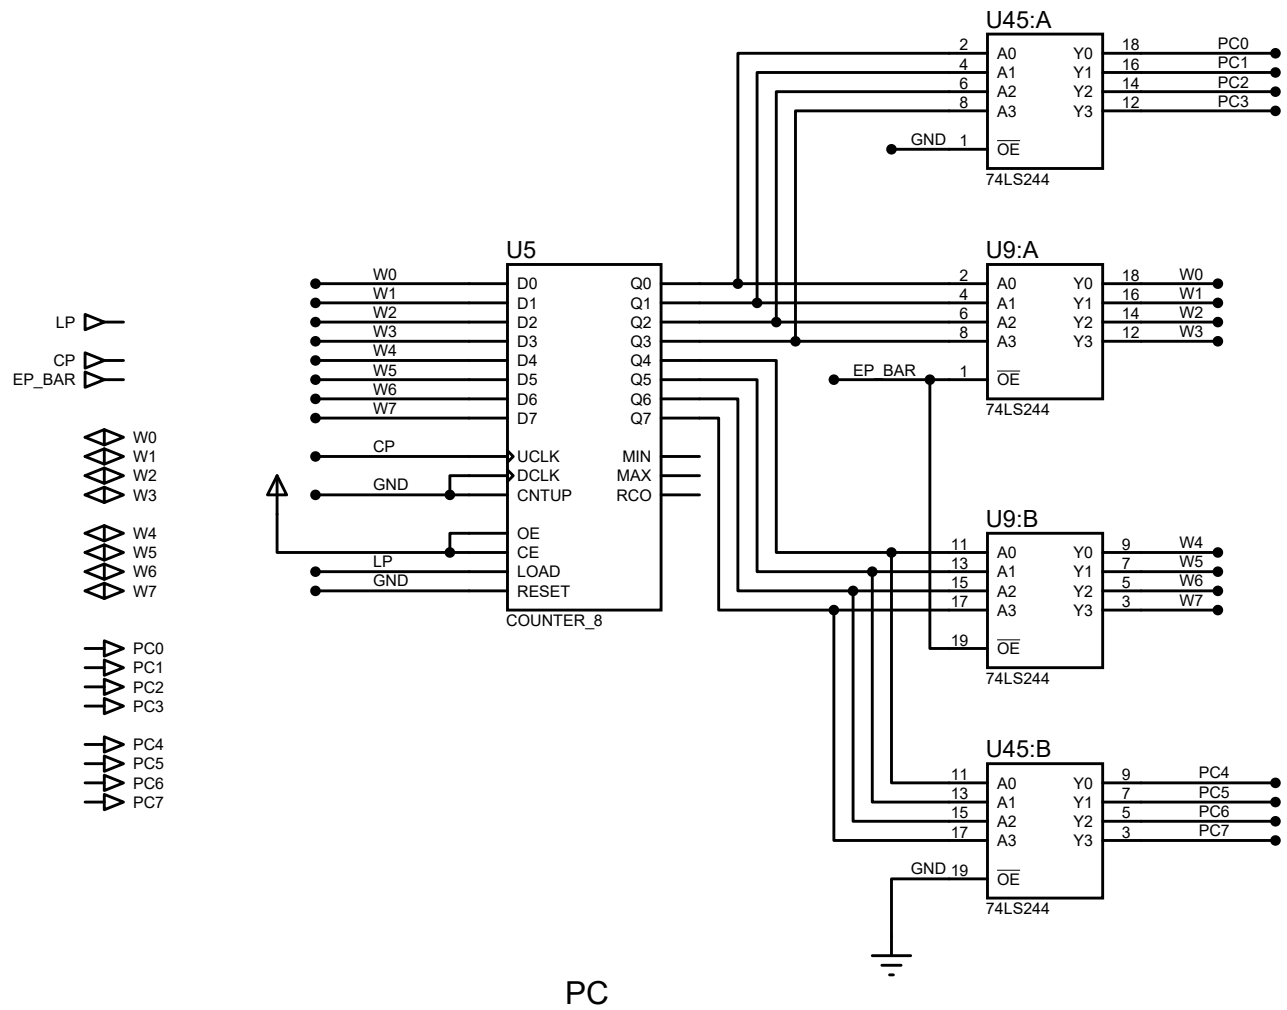 U45:A
2 A0 Y0 18 PC0
4 A1 Y1 16 PC1
6 A2 Y2 14 PC2
8 A3 Y3 12 PC3
GND 1 OE
74LS244
U5
W0 D0 Q0
W1 D1 Q1
W2 D2 Q2
W3 D3 Q3
W4 D4 Q4
W5 D5 Q5
W6 D6 Q6
W7 D7 Q7
CP UCLK MIN
DCLK MAX
GND CNTUP RCO
OE
CE
LP LOAD
GND RESET
COUNTER_8
U9:A
2 A0 Y0 18 W0
4 A1 Y1 16 W1
6 A2 Y2 14 W2
8 A3 Y3 12 W3
EP_BAR 1 OE
74LS244
LP
CP
EP_BAR
W0
W1
W2
W3
W4
W5
W6
W7
PC0
PC1
PC2
PC3
PC4
PC5
PC6
PC7
U9:B
11 A0 Y0 9 W4
13 A1 Y1 7 W5
15 A2 Y2 5 W6
17 A3 Y3 3 W7
19 OE
74LS244
U45:B
11 A0 Y0 9 PC4
13 A1 Y1 7 PC5
15 A2 Y2 5 PC6
17 A3 Y3 3 PC7
GND 19 OE
74LS244
PC